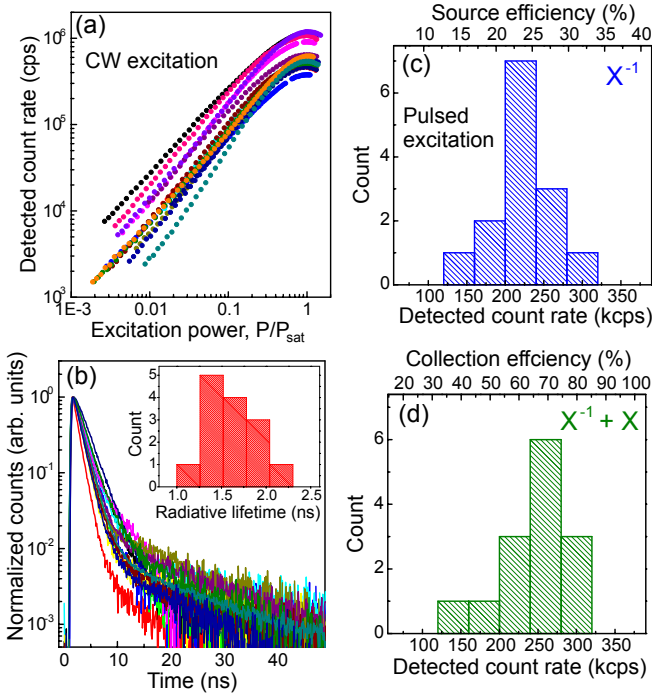 (a)
CW excitation
Detected count rate (cps)
10^6
10^5
10^4
10^3
1E-3
0.01
0.1
1
Excitation power, P/P_sat
Source efficiency (%)
10 15 20 25 30 35 40
(c)
X^-1
Pulsed
excitation
Count
6
4
2
0
100 150 200 250 300 350
Detected count rate (kcps)
(b)
Normalized counts (arb. units)
10^0
10^-1
10^-2
10^-3
0 10 20 30 40
Time (ns)
Count
5
4
3
2
1
0
1.0 1.5 2.0 2.5
Radiative lifetime (ns)
Collection effciency (%)
20 30 40 50 60 70 80 90 100
(d)
X^-1 + X
Count
6
4
2
0
100 150 200 250 300 350
Detected count rate (kcps)